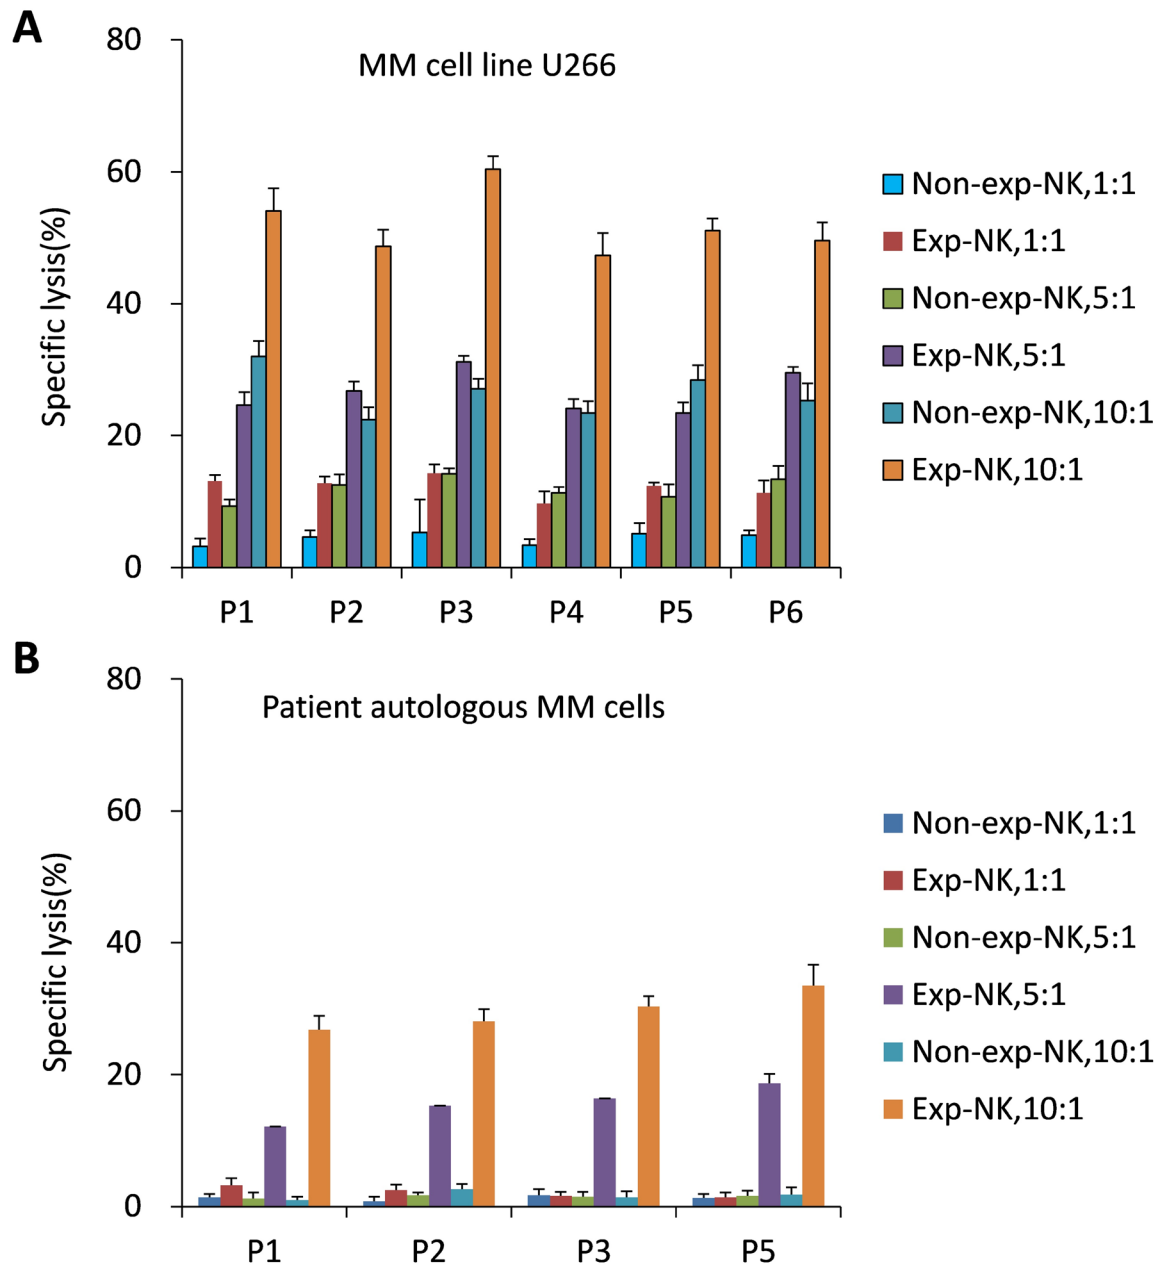 A
80
MM cell line U266
60
40
20
0
Specific lysis(%)
P1 P2 P3 P4 P5 P6
Non-exp-NK,1:1
Exp-NK,1:1
Non-exp-NK,5:1
Exp-NK,5:1
Non-exp-NK,10:1
Exp-NK,10:1
B
80
Patient autologous MM cells
60
40
20
0
Specific lysis(%)
P1 P2 P3 P5
Non-exp-NK,1:1
Exp-NK,1:1
Non-exp-NK,5:1
Exp-NK,5:1
Non-exp-NK,10:1
Exp-NK,10:1